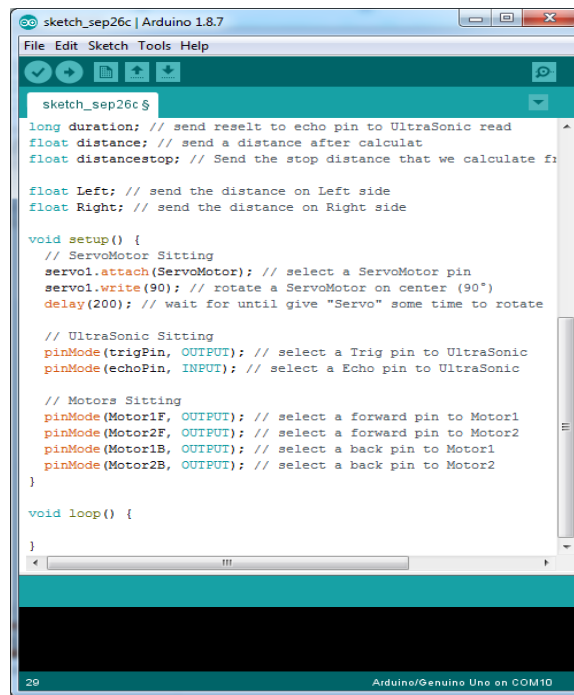 sketch_sep26c | Arduino 1.8.7
File Edit Sketch Tools Help
sketch_sep26c §
long duration; // send reselt to echo pin to UltraSonic read
float distance; // send a distance after calculat
float distancestop; // Send the stop distance that we calculate
float Left; // send the distance on Left side
float Right; // send the distance on Right side
void setup() {
// ServoMotor Sitting
servo1.attach(ServoMotor); // select a ServoMotor pin
servo1.write(90); // rotate a ServoMotor on center (90°)
delay(200); // wait for until give "Servo" some time to rotate
// UltraSonic Sitting
pinMode(trigPin, OUTPUT); // select a Trig pin to UltraSonic
pinMode(echoPin, INPUT); // select a Echo pin to UltraSonic
// Motors Sitting
pinMode(Motor1F, OUTPUT); // select a forward pin to Motor1
pinMode(Motor2F, OUTPUT); // select a forward pin to Motor2
pinMode(Motor1B, OUTPUT); // select a back pin to Motor1
pinMode(Motor2B, OUTPUT); // select a back pin to Motor2
}
void loop() {
}
29 Arduino/Genuino Uno on COM10